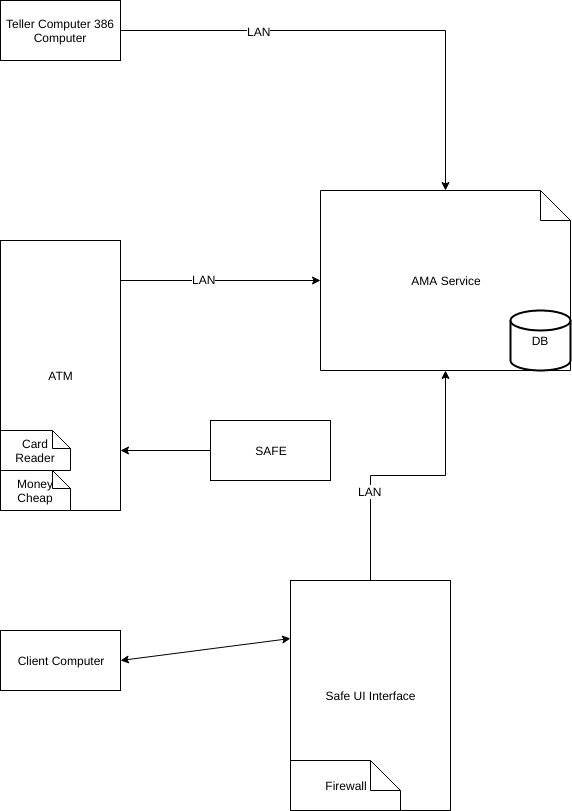 Teller Computer 386
Computer
LAN
LAN
AMA Service
DB
ATM
Card
Reader
Money
Cheap
SAFE
LAN
Client Computer
Safe UI Interface
Firewall